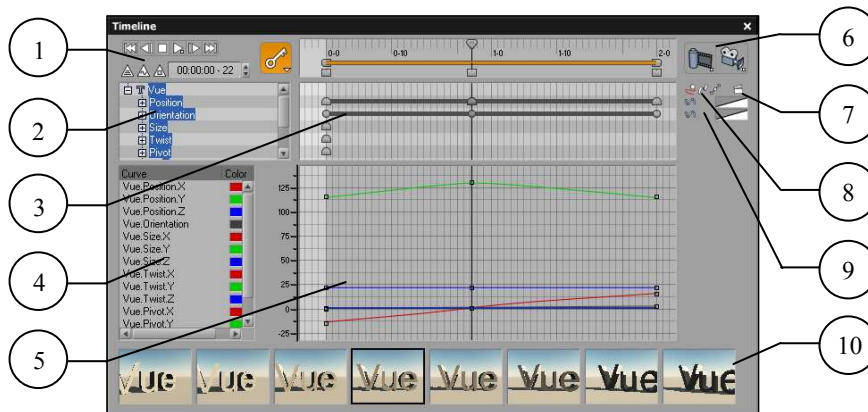 Timeline
1
2
3
4
5
6
7
8
9
10
00:00:00 - 22
0-0 0-10 1-0 1-10 2-0
Vue
Position
Orientation
Size
Twist
Pivot
Curve Color
Vue.Position.X
Vue.Position.Y
Vue.Position.Z
Vue.Orientation
Vue.Size.X
Vue.Size.Y
Vue.Size.Z
Vue.Twist.X
Vue.Twist.Y
Vue.Twist.Z
Vue.Pivot.X
Vue.Pivot.Y
125
100
75
50
25
0
-25
Vue Vue Vue Vue Vue Vue Vue Vue